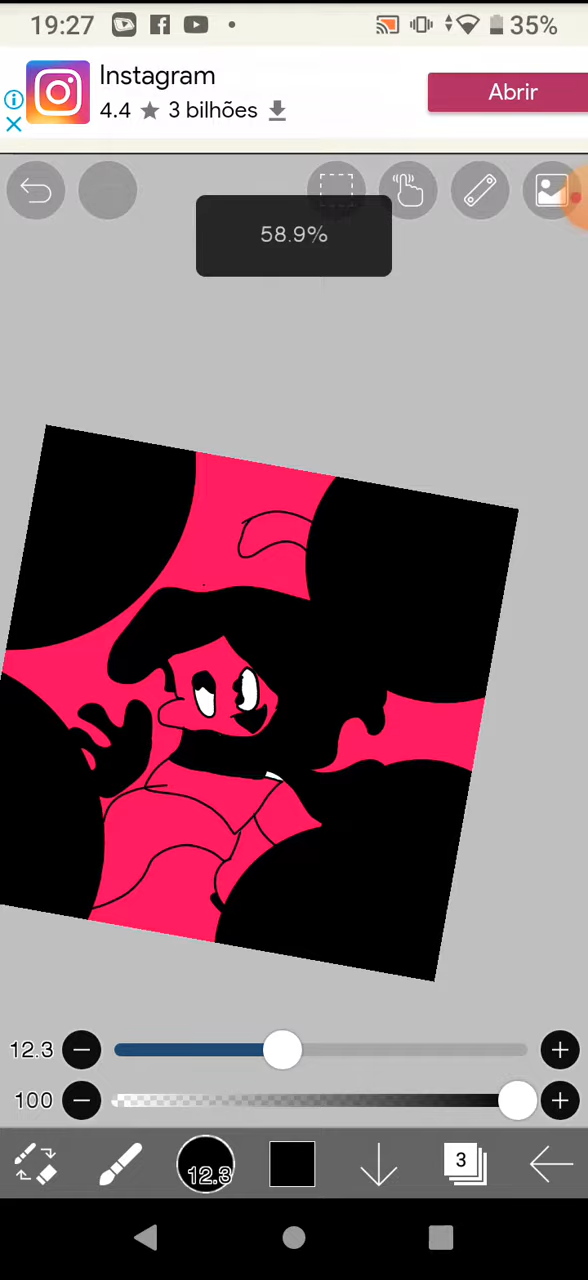 19:27
35%
Instagram
4.4 ★ 3 bilhões
Abrir
58.9%
12.3
100
12.3
3